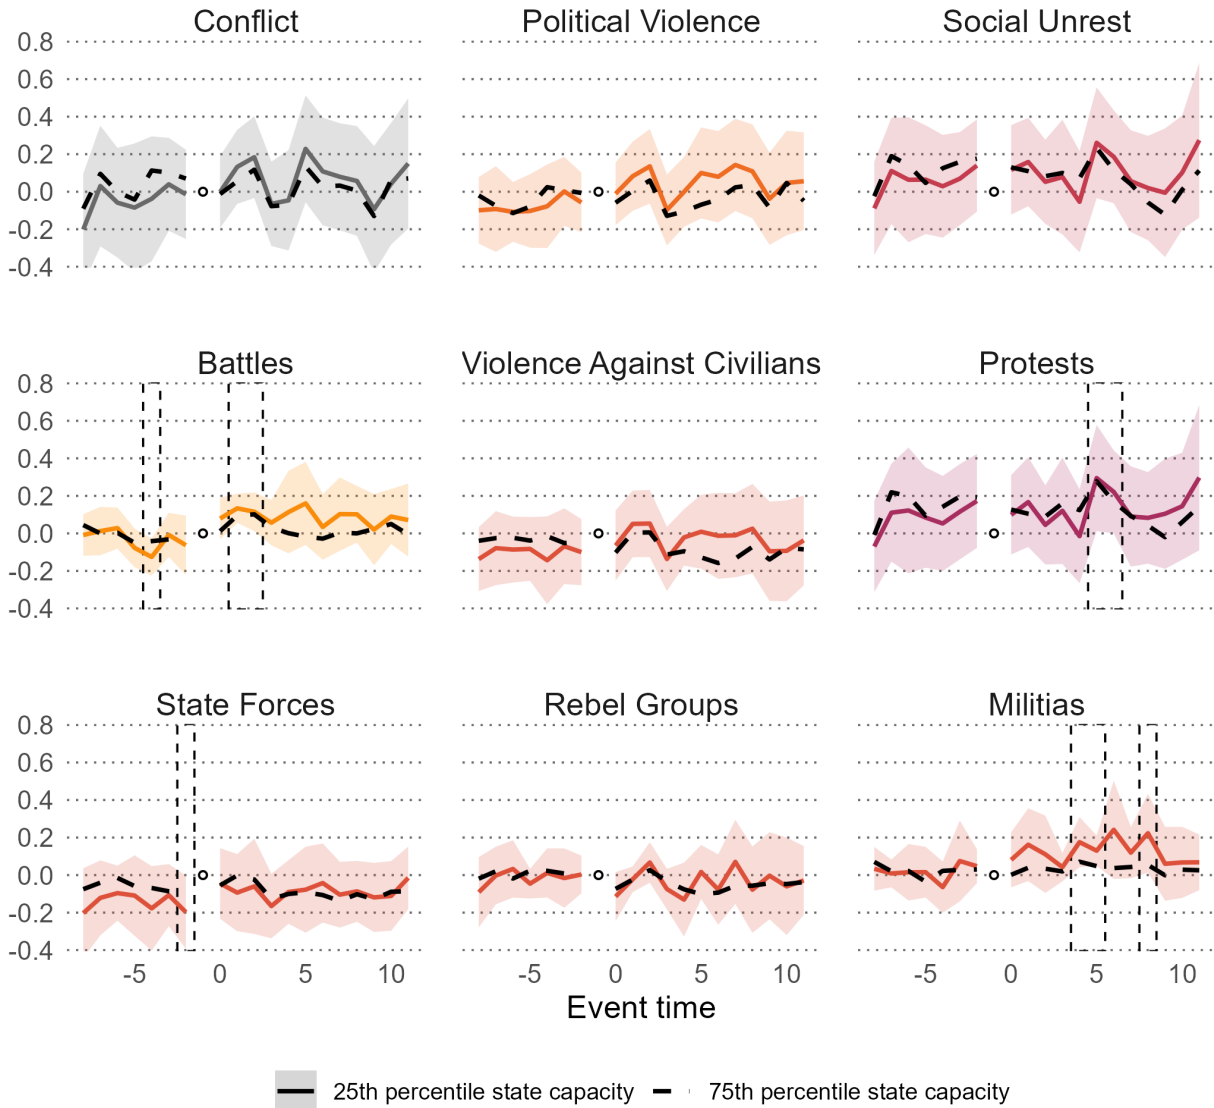 Conflict
Political Violence
Social Unrest
0.8
0.6
0.4
0.2
0.0
-0.2
-0.4
Battles
Violence Against Civilians
Protests
0.8
0.6
0.4
0.2
0.0
-0.2
-0.4
State Forces
Rebel Groups
Militias
0.8
0.6
0.4
0.2
0.0
-0.2
-0.4
-5 0 5 10
-5 0 5 10
-5 0 5 10
Event time
25th percentile state capacity
75th percentile state capacity